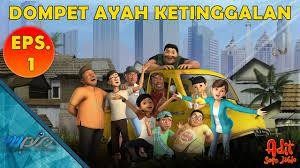 DOMPET AYAH KETINGGALAN
EPS.
1
Adit
Sopo Jarwo